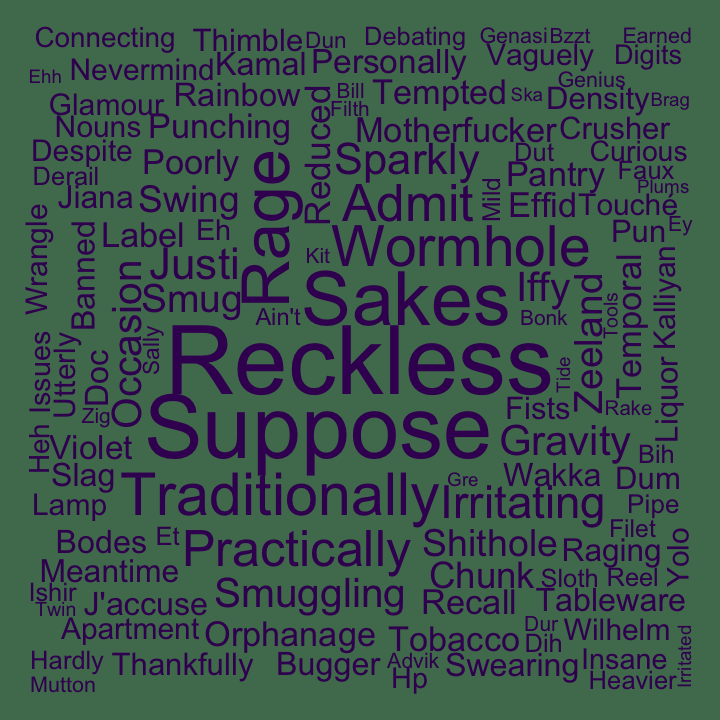 Connecting
Thimble
Dun
Debating
Genasi
Bzzt
Earned
Ehh
Nevermind
Kamal
Personally
Vaguely
Digits
Genius
Glamour
Rainbow
Bill
Filth
Tempted
Ska
Density
Brag
Nouns
Punching
Reduced
Motherfucker
Crusher
Despite
Poorly
Rage
Sparkly
Dut
Curious
Derail
Pantry
Faux
Plums
Jiana
Swing
Admit
Mild
Effid
Touché
Wrangle
Label
Eh
Wormhole
Pun
Ey
Banned
Justi
Kit
Iffy
Zeeland
Tools
Temporal
Kalliyan
Occasion
Smug
Sakes
Ain't
Bonk
Issues
Utterly
Doc
Sally
Reckless
Tide
Liquor
Heh
Zig
Suppose
Fists
Rake
Violet
Gravity
Bih
Slag
Traditionally
Gre
Wakka
Dum
Lamp
Irritating
Pipe
Bodes
Et
Practically
Shithole
Filet
Raging
Yolo
Meantime
Chunk
Sloth
Reel
Ishir
Twin
J'accuse
Smuggling
Recall
Tableware
Apartment
Orphanage
Tobacco
Dur
Dih
Wilhelm
Irritated
Hardly
Thankfully
Bugger
Advik
Hp
Swearing
Insane
Mutton
Heavier